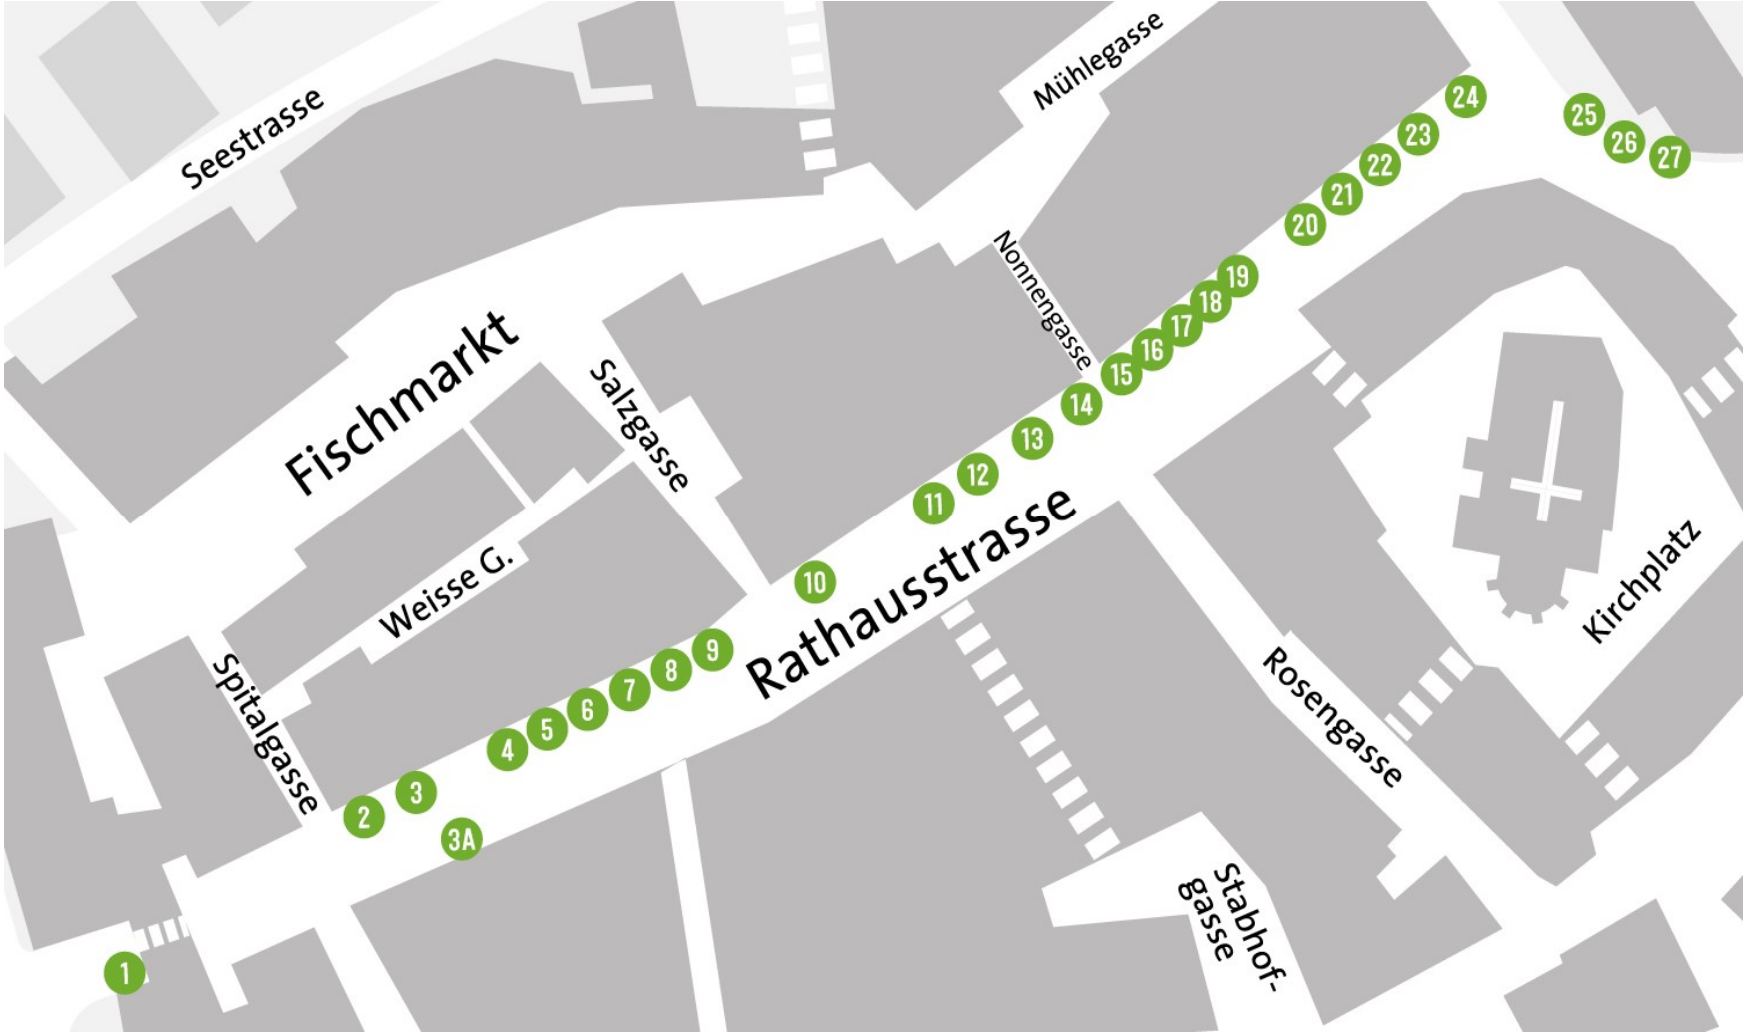 Mühlegasse
Seestrasse
24
25
23
26
27
22
21
20
Nonnengasse
19
18
17
16
15
14
13
12
11
Fischmarkt
Salzgasse
Rathausstrasse
10
Kirchplatz
Weisse G.
9
8
7
6
5
4
Spitalgasse
Rosengasse
3
2
3A
Stabhof-
gasse
1